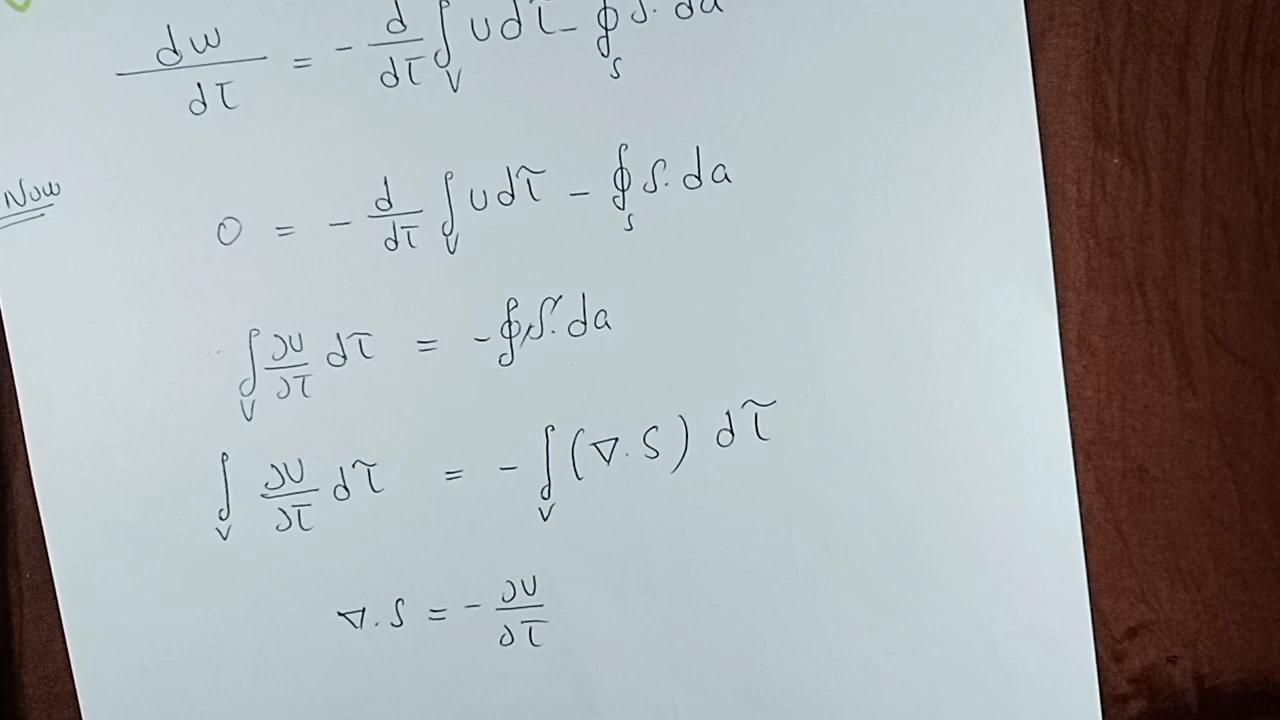 dw/dτ = - d/dτ ∫_V U dτ - ∮_S S. da
Now
0 = - d/dτ ∫_V U dτ - ∮_S S. da
∫_V ∂U/∂τ dτ = - ∮ S. da
∫_V ∂U/∂τ dτ = - ∫_V (∇. S) dτ
∇. S = - ∂U/∂τ